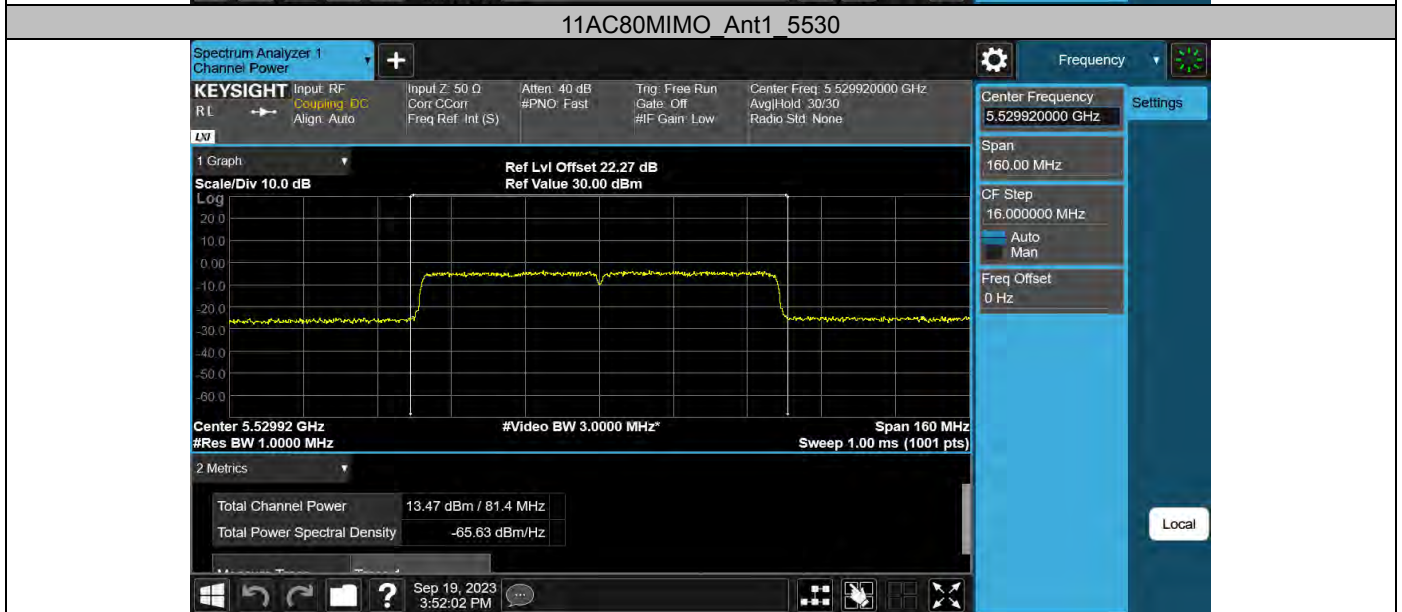 11AC80MIMO_Ant1_5530
Spectrum Analyzer 1
Channel Power
+
Frequency
KEYSIGHT
RL
LXI
Input: RF
Coupling: DC
Align: Auto
Input Z: 50 Ω
Corr CCorr
Freq Ref: Int (S)
Atten: 40 dB
#PNO: Fast
Trig: Free Run
Gate: Off
#IF Gain: Low
Center Freq: 5.529920000 GHz
Avg|Hold: 30/30
Radio Std: None
Center Frequency
5.529920000 GHz
Settings
Span
160.00 MHz
CF Step
16.000000 MHz
Auto
Man
Freq Offset
0 Hz
1 Graph
Ref Lvl Offset 22.27 dB
Scale/Div 10.0 dB
Ref Value 30.00 dBm
Log
20.0
10.0
0.00
-10.0
-20.0
-30.0
-40.0
-50.0
-60.0
Center 5.52992 GHz
#Video BW 3.0000 MHz*
Span 160 MHz
#Res BW 1.0000 MHz
Sweep 1.00 ms (1001 pts)
2 Metrics
Total Channel Power 13.47 dBm / 81.4 MHz
Total Power Spectral Density -65.63 dBm/Hz
Local
?
Sep 19, 2023
3:52:02 PM